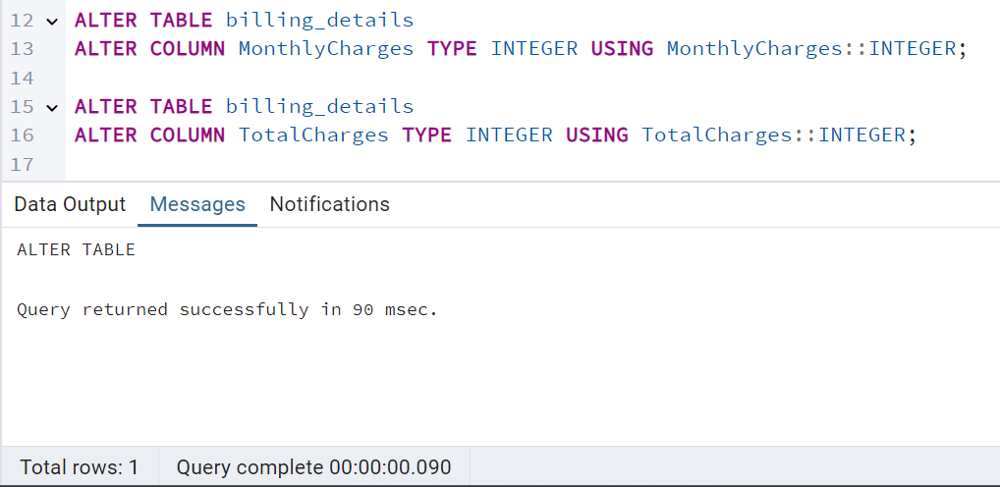 12 ALTER TABLE billing_details
13 ALTER COLUMN MonthlyCharges TYPE INTEGER USING MonthlyCharges::INTEGER;
14
15 ALTER TABLE billing_details
16 ALTER COLUMN TotalCharges TYPE INTEGER USING TotalCharges::INTEGER;
17
Data Output Messages Notifications
ALTER TABLE
Query returned successfully in 90 msec.
Total rows: 1 Query complete 00:00:00.090